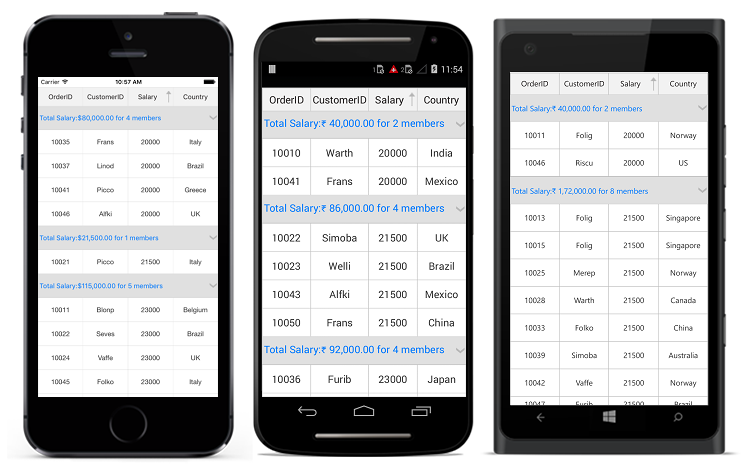 Carrier 10:57 AM
OrderID CustomerID Salary Country
Total Salary:$80,000.00 for 4 members
10035 Frans 20000 Italy
10037 Linod 20000 Brazil
10041 Picco 20000 Greece
10046 Alfki 20000 UK
Total Salary:$21,500.00 for 1 members
10021 Picco 21500 Italy
Total Salary:$115,000.00 for 5 members
10011 Blonp 23000 Belgium
10022 Seves 23000 Brazil
10024 Vaffe 23000 UK
10045 Folko 23000 Italy
1 2 11:54
OrderID CustomerID Salary Country
Total Salary:₹ 40,000.00 for 2 members
10010 Warth 20000 India
10041 Frans 20000 Mexico
Total Salary:₹ 86,000.00 for 4 members
10022 Simoba 21500 UK
10023 Welli 21500 Brazil
10043 Alfki 21500 Mexico
10050 Frans 21500 China
Total Salary:₹ 92,000.00 for 4 members
10036 Furib 23000 Japan
OrderID CustomerID Salary Country
Total Salary:₹ 40,000.00 for 2 members
10011 Folig 20000 Norway
10046 Riscu 20000 US
Total Salary:₹ 1,72,000.00 for 8 members
10013 Folig 21500 Singapore
10015 Folig 21500 Singapore
10025 Merep 21500 Norway
10028 Warth 21500 Canada
10033 Folko 21500 China
10039 Simoba 21500 Australia
10042 Vaffe 21500 Norway
10047 Furib 21500 Brazil